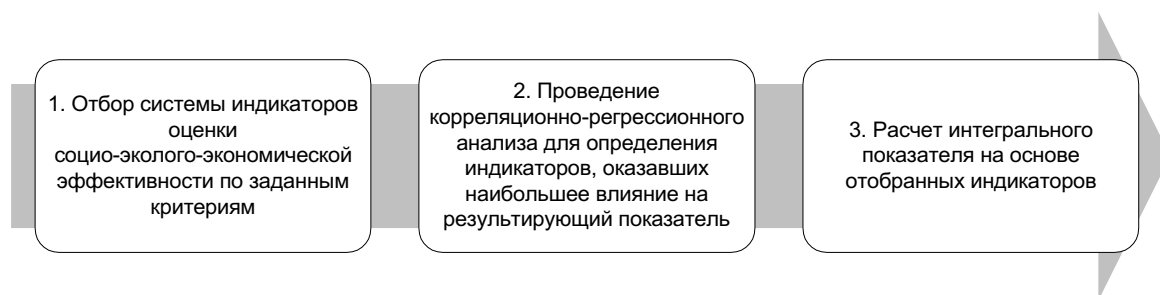 1. Отбор системы индикаторов
оценки
социо-эколого-экономической
эффективности по заданным
критериям
2. Проведение
корреляционно-регрессионного
анализа для определения
индикаторов, оказавших
наибольшее влияние на
результирующий показатель
3. Расчет интегрального
показателя на основе
отобранных индикаторов